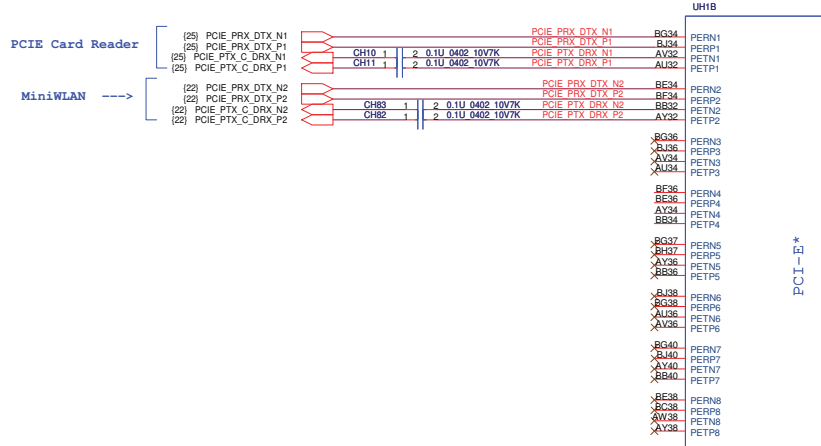 UH1B
PCIE Card Reader
{25} PCIE_PRX_DTX_N1 PCIE_PRX_DTX_N1 BG34 PERN1
{25} PCIE_PRX_DTX_P1 PCIE_PRX_DTX_P1 BJ34 PERP1
{25} PCIE_PTX_C_DRX_N1 CH10 1 2 0.1U_0402_10V7K PCIE_PTX_DRX_N1 AV32 PETN1
{25} PCIE_PTX_C_DRX_P1 CH11 1 2 0.1U_0402_10V7K PCIE_PTX_DRX_P1 AU32 PETP1
MiniWLAN --->
{22} PCIE_PRX_DTX_N2 PCIE_PRX_DTX_N2 BE34 PERN2
{22} PCIE_PRX_DTX_P2 PCIE_PRX_DTX_P2 BF34 PERP2
{22} PCIE_PTX_C_DRX_N2 CH83 1 2 0.1U_0402_10V7K PCIE_PTX_DRX_N2 BB32 PETN2
{22} PCIE_PTX_C_DRX_P2 CH82 1 2 0.1U_0402_10V7K PCIE_PTX_DRX_P2 AY32 PETP2
BG36 PERN3
BJ36 PERP3
AV34 PETN3
AU34 PETP3
BF36 PERN4
BE36 PERP4
AY34 PETN4
BB34 PETP4
BG37 PERN5
BH37 PERP5
AY36 PETN5
BB36 PETP5
BJ38 PERN6
BG38 PERP6
AU36 PETN6
AV36 PETP6
BG40 PERN7
BJ40 PERP7
AY40 PETN7
BB40 PETP7
BE38 PERN8
BC38 PERP8
AW38 PETN8
AY38 PETP8
PCI-E*